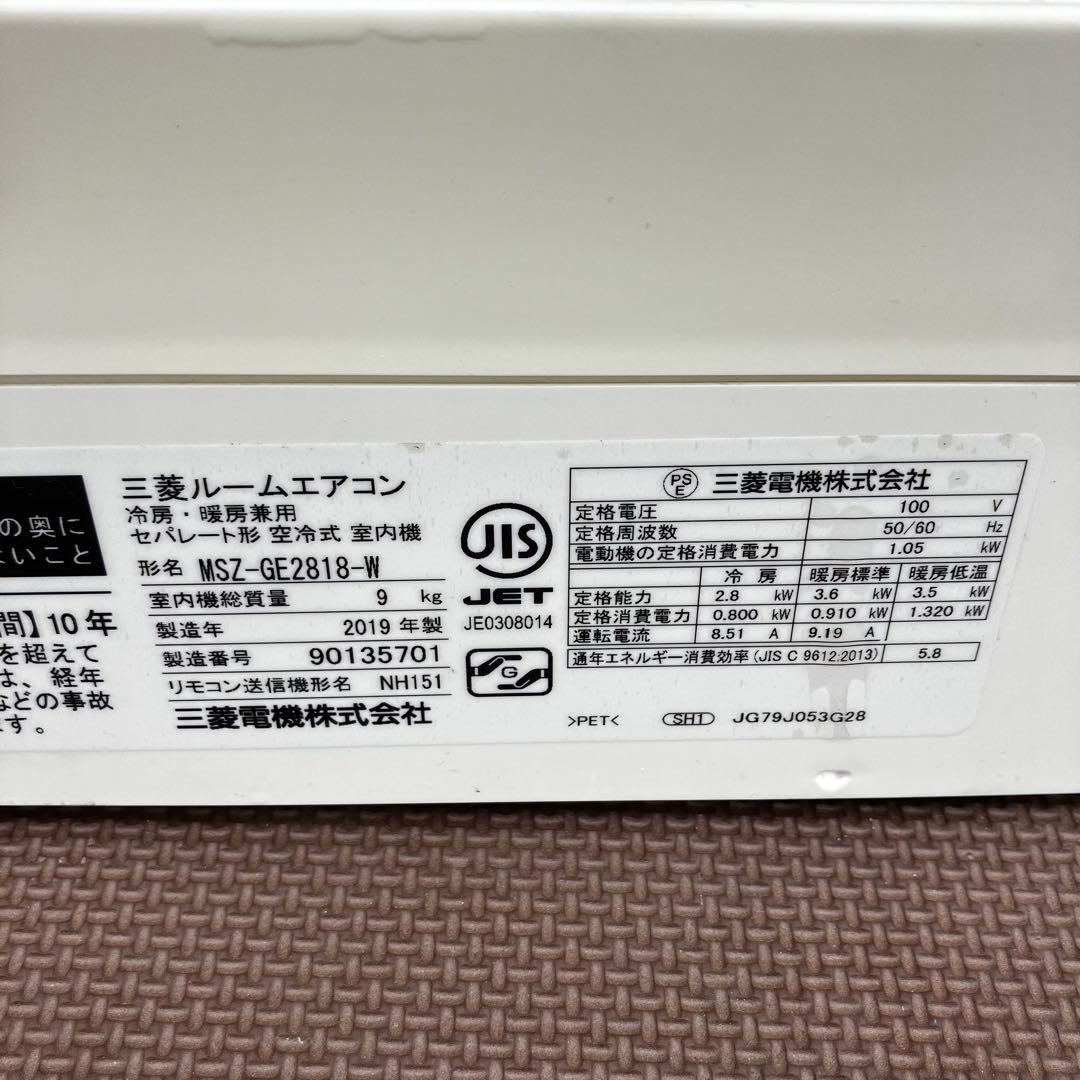 の奥に
ないこと
間】10年
を超えて
は、経年
などの事故
ます。
三菱ルームエアコン
冷房・暖房兼用
セパレート形 空冷式 室内機
形名 MSZ-GE2818-W
室内機総質量 9 kg
製造年 2019 年製
製造番号 90135701
リモコン送信機形名 NH151
三菱電機株式会社
JIS
JET
JE0308014
G
PSE 三菱電機株式会社
定格電圧 100 V
定格周波数 50/60 Hz
電動機の定格消費電力 1.05 kW
冷房 暖房標準 暖房低温
定格能力 2.8 kW 3.6 kW 3.5 kW
定格消費電力 0.800 kW 0.910 kW 1.320 kW
運転電流 8.51 A 9.19 A
通年エネルギー消費効率(JIS C 9612:2013) 5.8
>PET< SH1 JG79J053G28